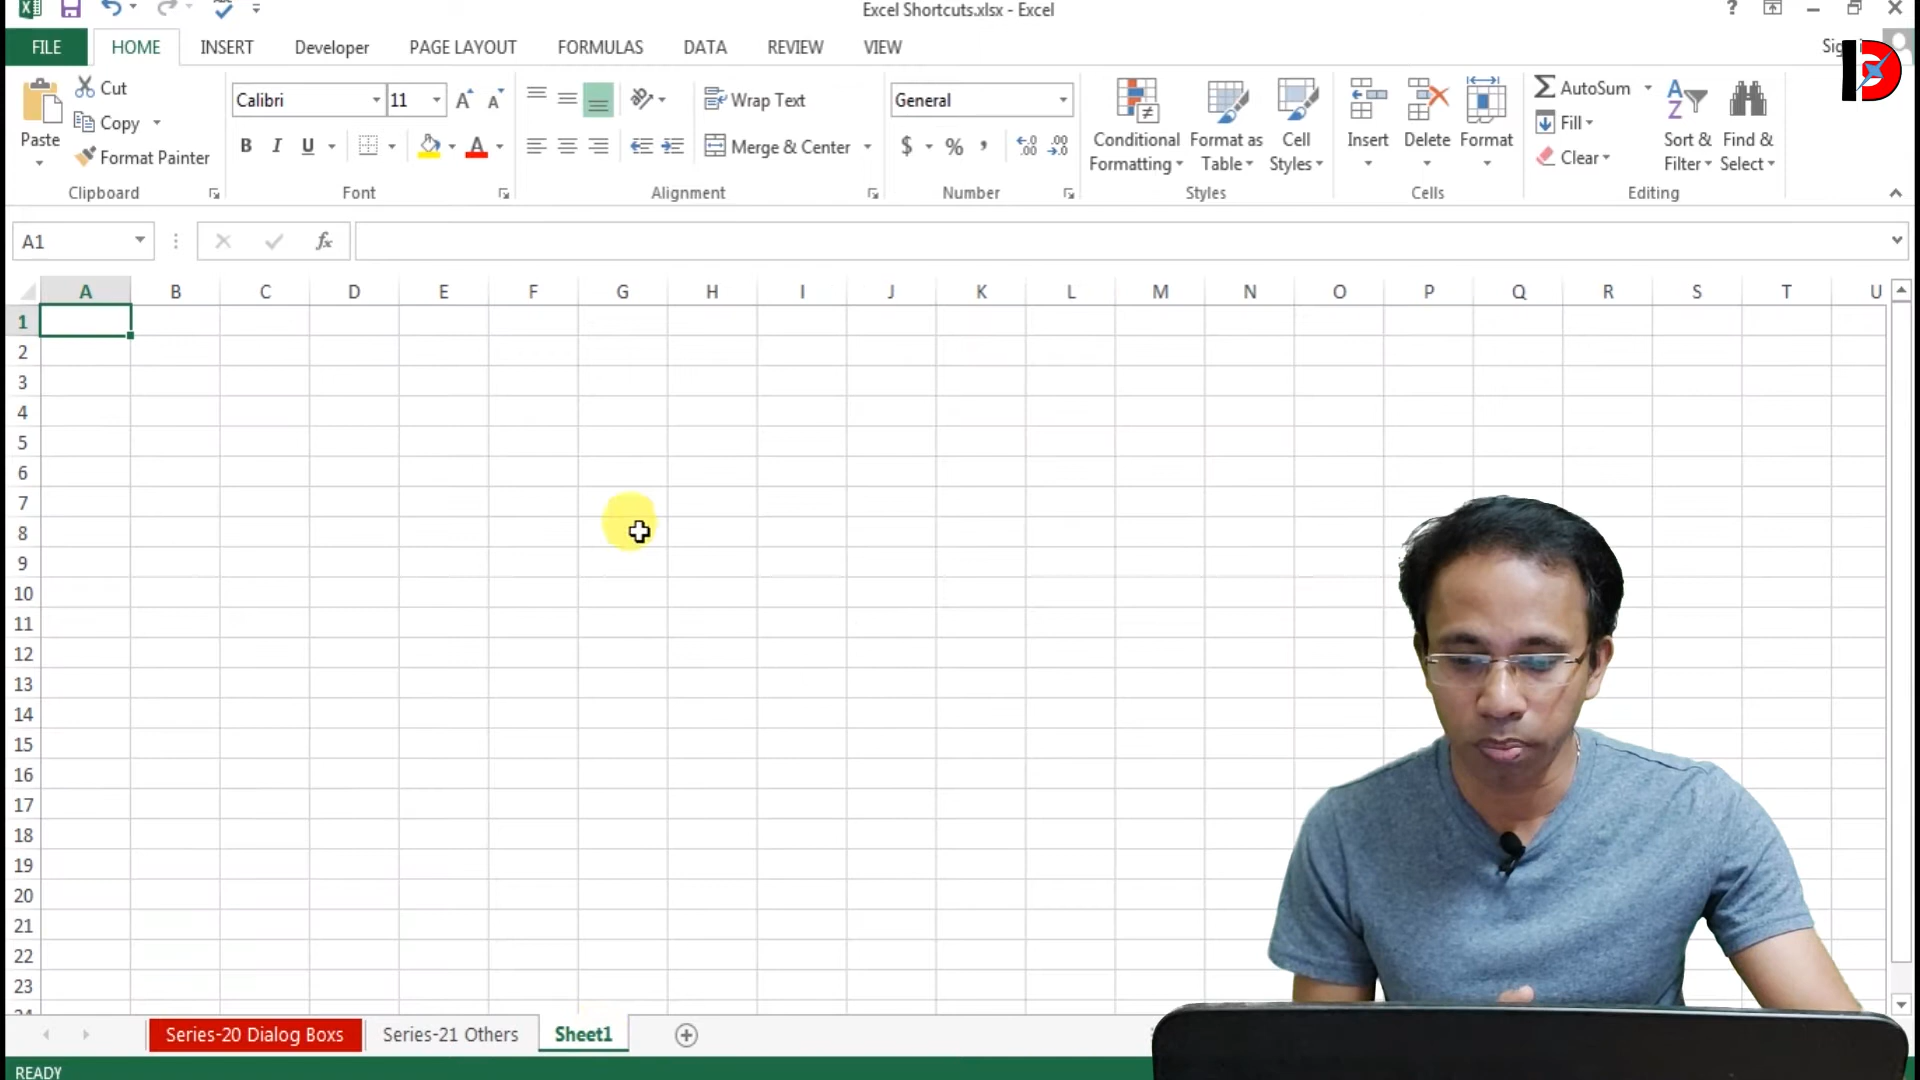 Excel Shortcuts.xlsx - Excel
?
FILE HOME INSERT Developer PAGE LAYOUT FORMULAS DATA REVIEW VIEW
Paste
Cut
Copy
Format Painter
Clipboard
Calibri 11
A A
B I U A
Font
Wrap Text
Merge & Center
Alignment
General
$ % ,
Number
Conditional Formatting
Format as Table
Cell Styles
Styles
Insert Delete Format
Cells
AutoSum
Fill
Clear
Sort & Filter
Find & Select
Editing
A1
fx
A B C D E F G H I J K L M N O P Q R S T U
1
2
3
4
5
6
7
8
9
10
11
12
13
14
15
16
17
18
19
20
21
22
23
Series-20 Dialog Boxs Series-21 Others Sheet1
READY